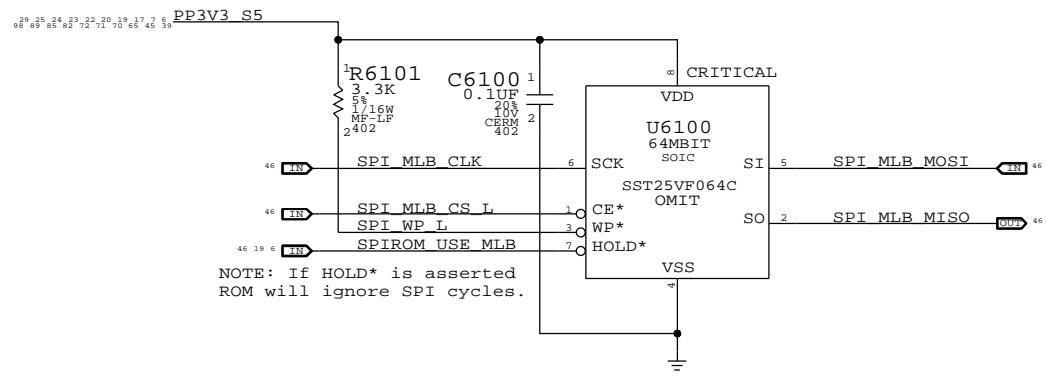 29 25 24 23 22 20 19 17 7 6
98 89 85 82 72 71 70 65 45 39
PP3V3_S5
1
R6101
3.3K
5%
1/16W
MF-LF
402
2
C6100
0.1UF
20%
10V
CERM
402
1
2
8
CRITICAL
VDD
U6100
64MBIT
SOIC
SST25VF064C
OMIT
46 IN SPI_MLB_CLK 6 SCK
SI 5 SPI_MLB_MOSI IN 46
46 IN SPI_MLB_CS_L 1 CE*
SO 2 SPI_MLB_MISO OUT 46
SPI_WP_L 3 WP*
46 19 6 IN SPIROM_USE_MLB 7 HOLD*
VSS
4
NOTE: If HOLD* is asserted
ROM will ignore SPI cycles.